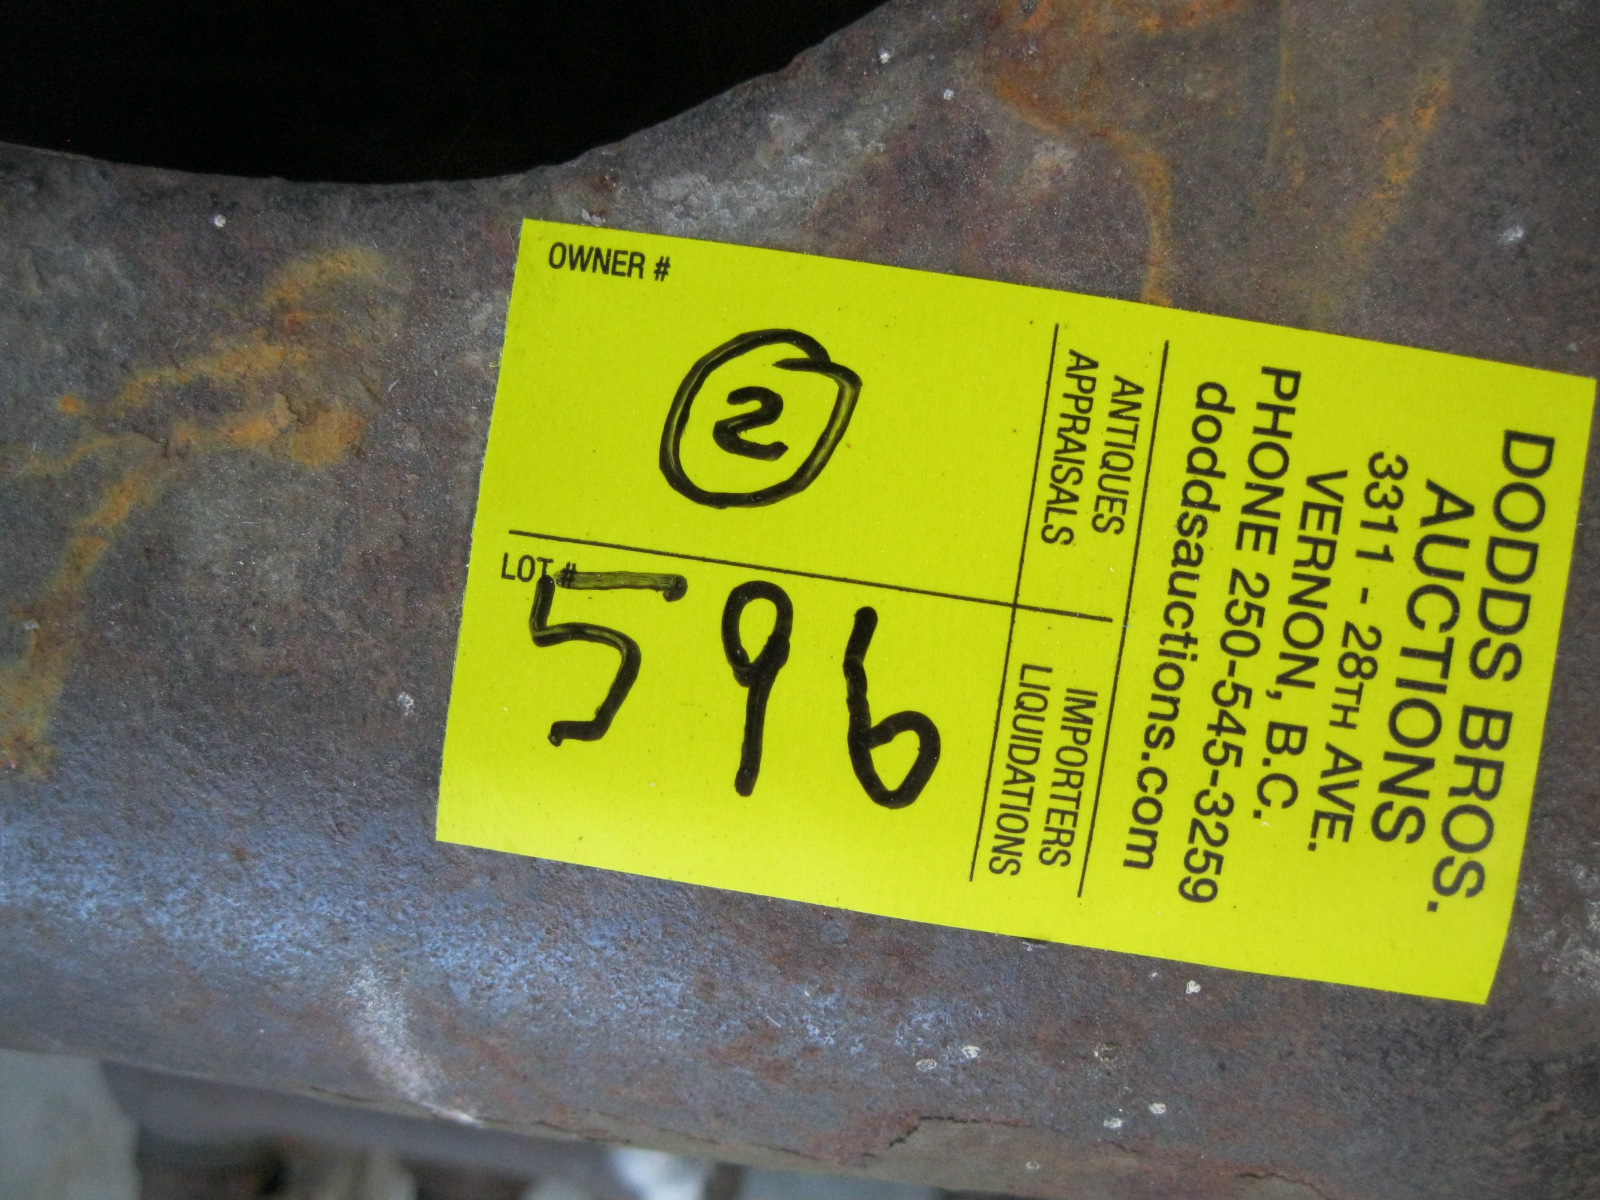 DODDS BROS.
AUCTIONS
3311 - 28TH AVE.
VERNON, B.C.
PHONE 250-545-3259
doddsauctions.com
ANTIQUES
APPRAISALS
IMPORTERS
LIQUIDATIONS
OWNER #
2
LOT #
596